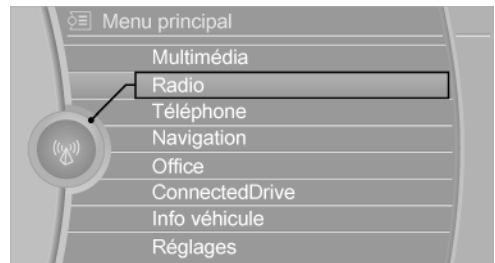 Menu principal
Multimédia
Radio
Téléphone
Navigation
Office
ConnectedDrive
Info véhicule
Réglages